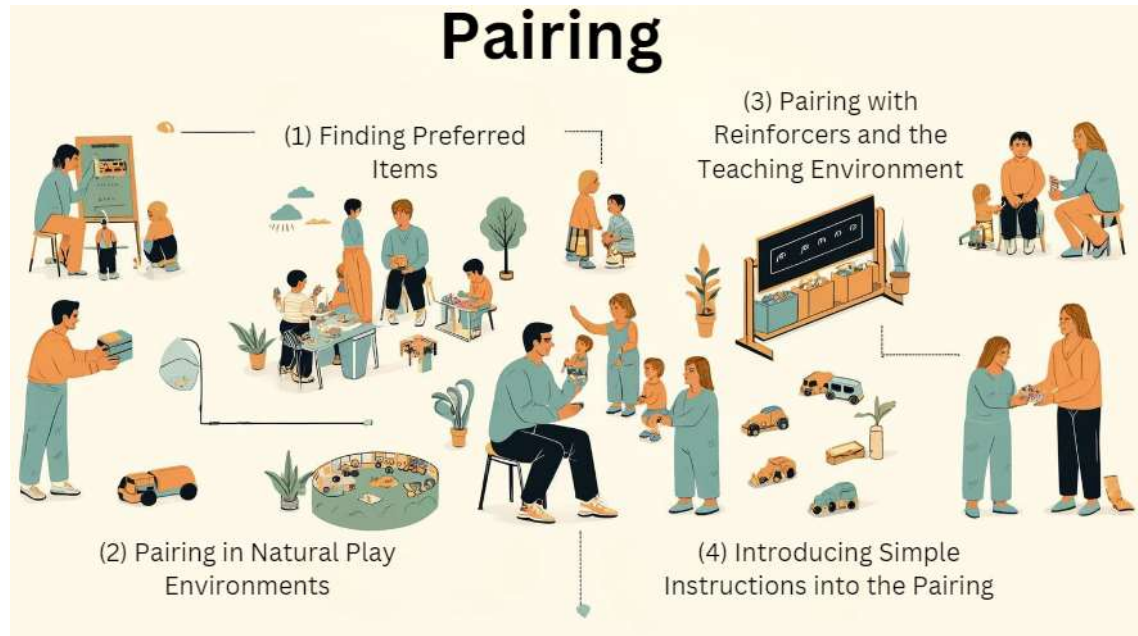 Pairing
(1) Finding Preferred
Items
(2) Pairing in Natural Play
Environments
(3) Pairing with
Reinforcers and the
Teaching Environment
(4) Introducing Simple
Instructions into the Pairing